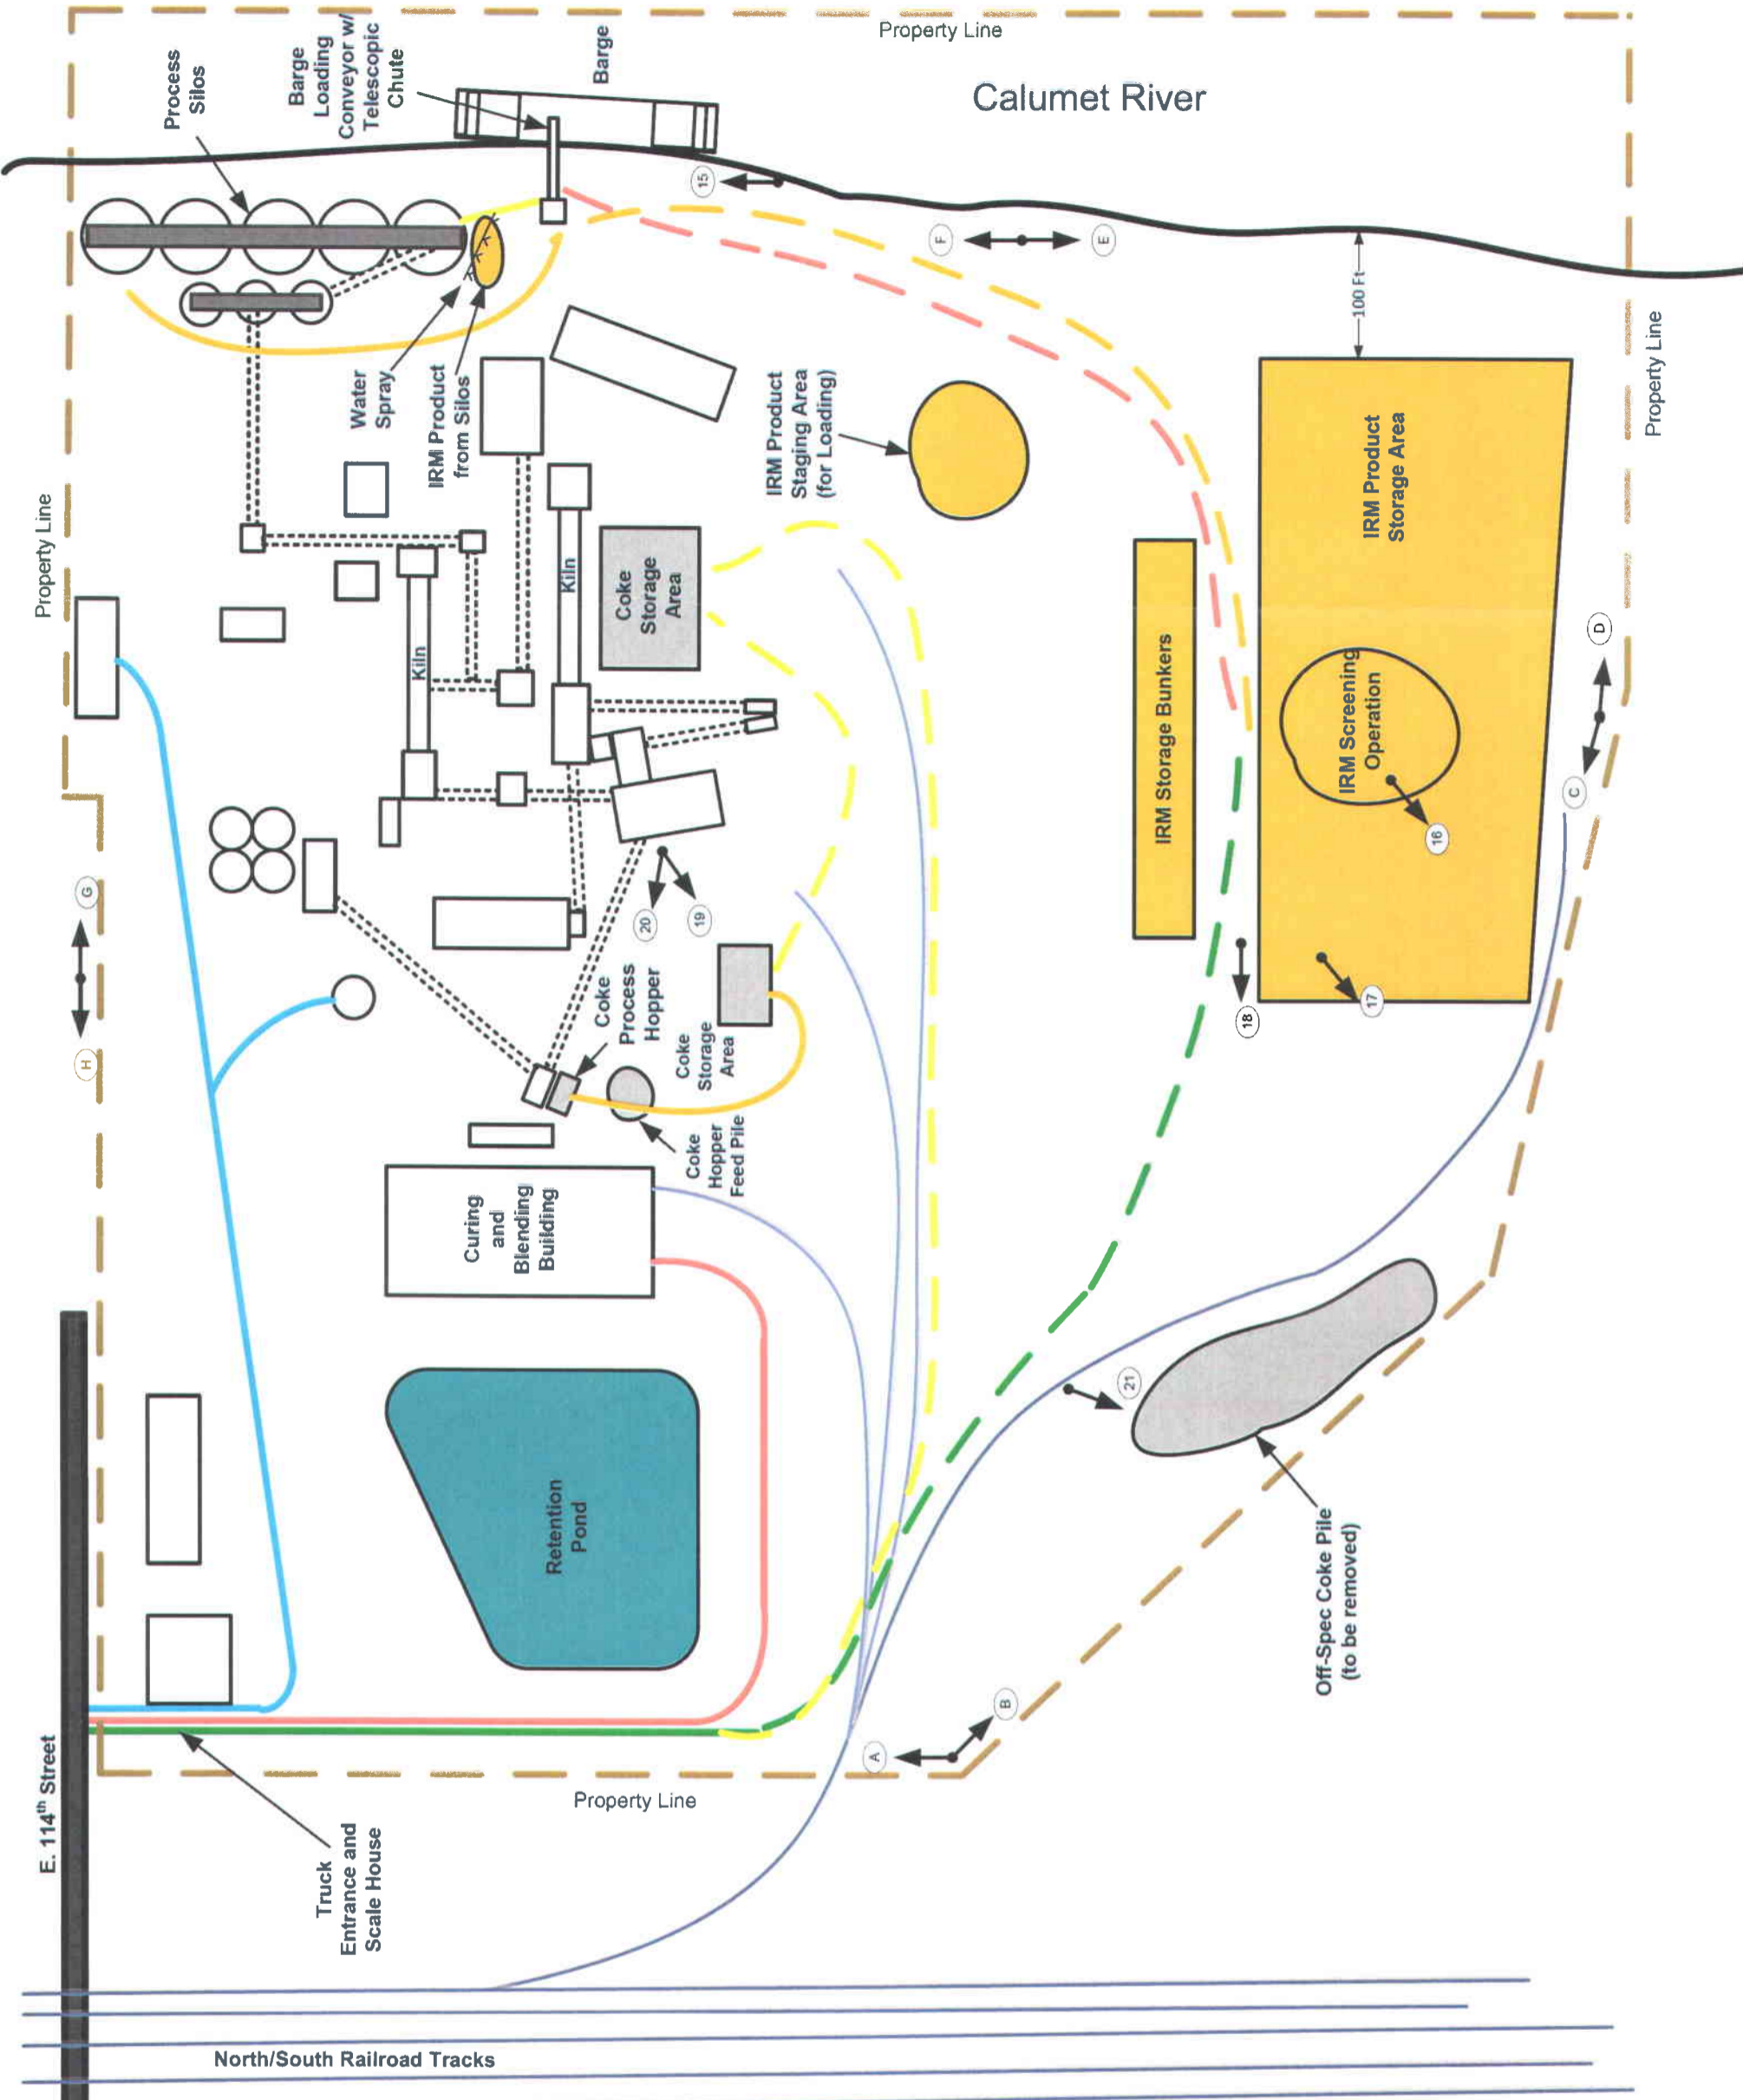 Property Line
Calumet River
Barge
Barge
Loading
Conveyor w/
Telescopic
Chute
Process
Silos
15
F
E
100 Ft
Property Line
Water
Spray
IRM Product
from Silos
IRM Product
Staging Area
(for Loading)
IRM Product
Storage Area
Property Line
Kiln
Kiln
Coke
Storage
Area
IRM Storage Bunkers
IRM Screening
Operation
16
D
C
G
H
20
19
18
17
Coke
Process
Hopper
Coke
Storage
Area
Coke
Hopper
Feed Pile
Curing
and
Blending
Building
21
Retention
Pond
Off-Spec Coke Pile
(to be removed)
A
B
E. 114th Street
Property Line
Truck
Entrance and
Scale House
North/South Railroad Tracks